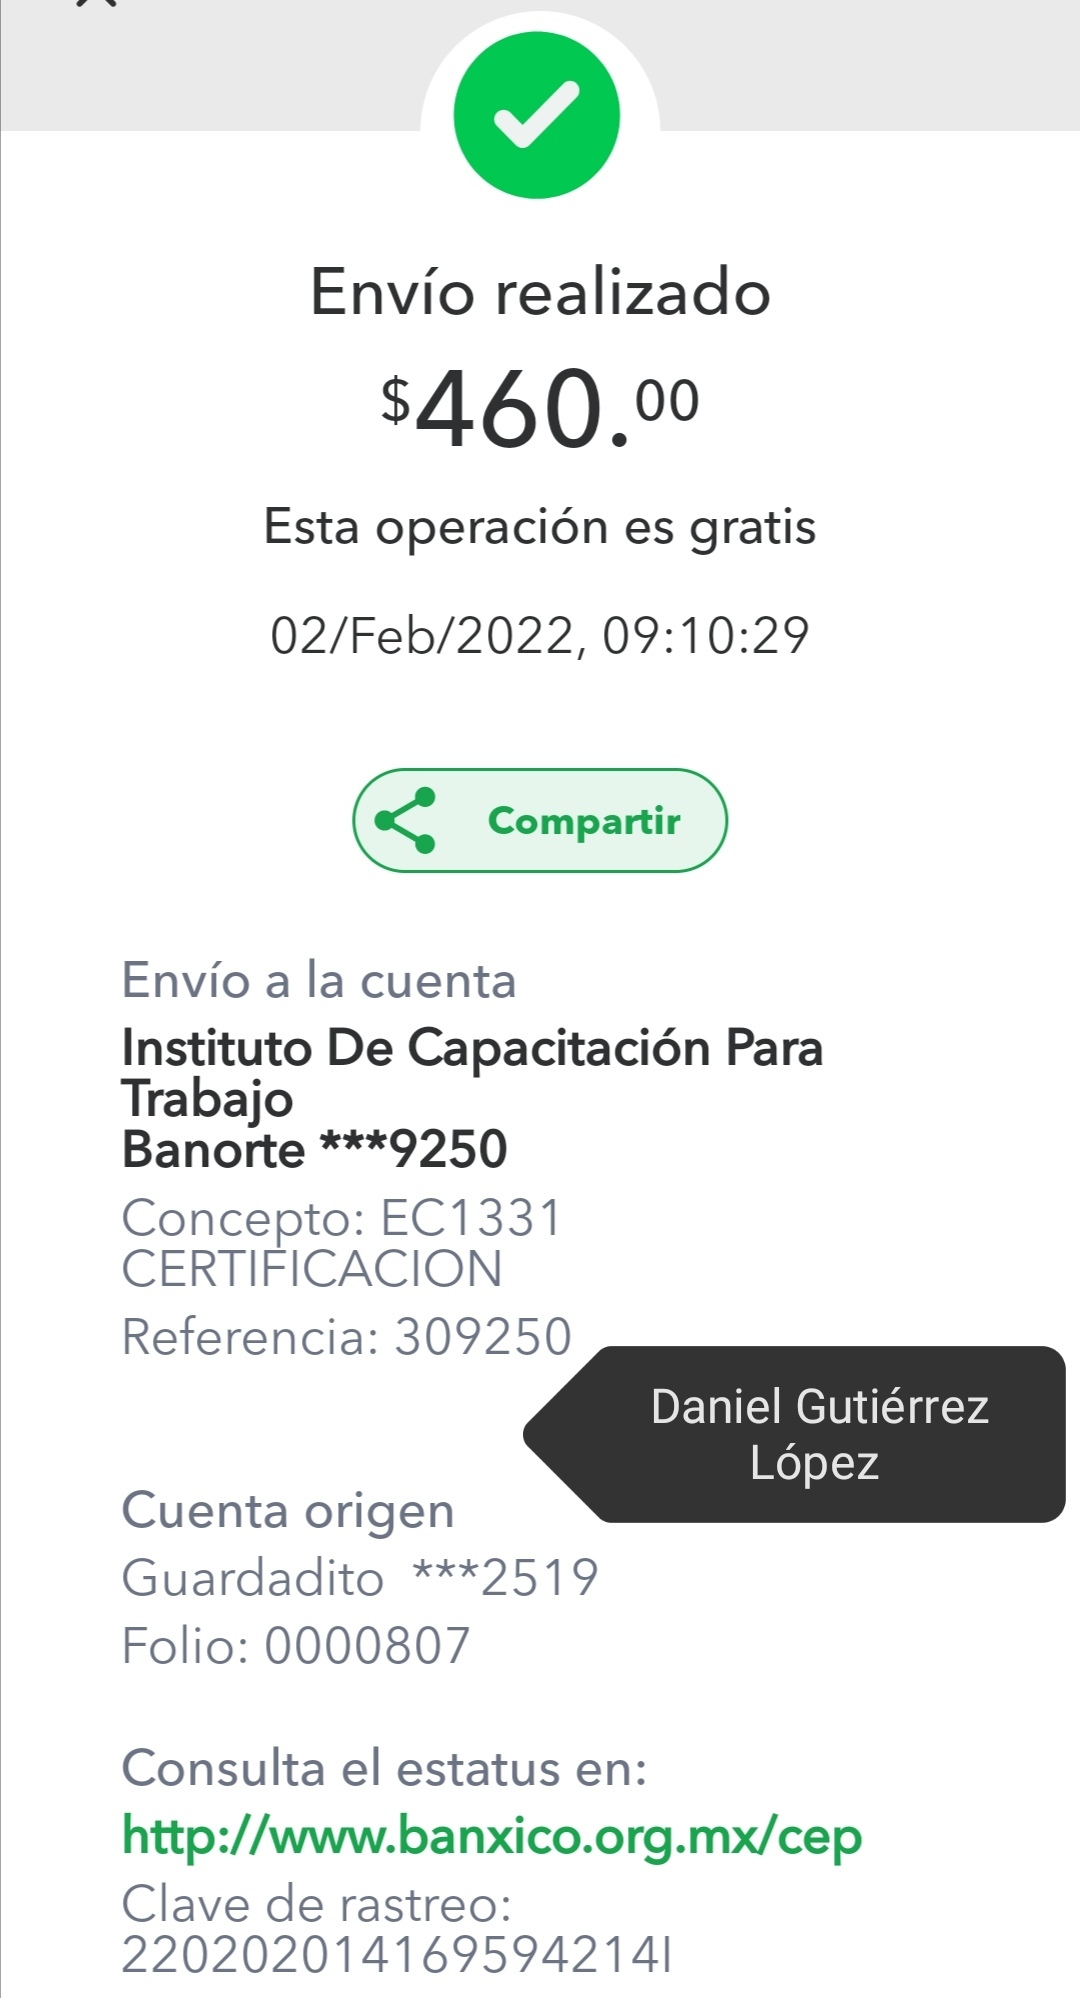 Envío realizado
$460.00
Esta operación es gratis
02/Feb/2022, 09:10:29
Compartir
Envío a la cuenta
Instituto De Capacitación Para
Trabajo
Banorte ***9250
Concepto: EC1331
CERTIFICACION
Referencia: 309250
Daniel Gutiérrez
López
Cuenta origen
Guardadito ***2519
Folio: 0000807
Consulta el estatus en:
http://www.banxico.org.mx/cep
Clave de rastreo:
220202014169594214I